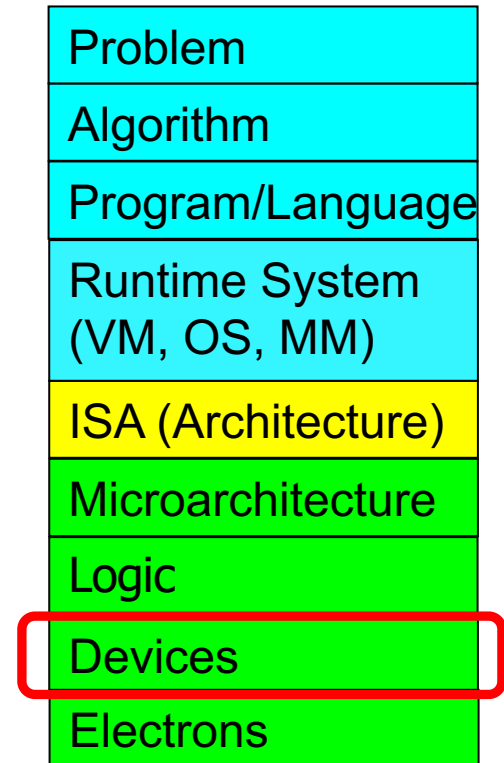 Problem
Algorithm
Program/Language
Runtime System
(VM, OS, MM)
ISA (Architecture)
Microarchitecture
Logic
Devices
Electrons